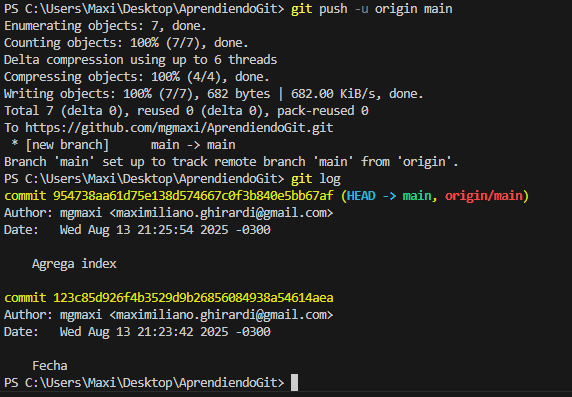 PS C:\Users\Maxi\Desktop\AprendiendoGit> git push -u origin main
Enumerating objects: 7, done.
Counting objects: 100% (7/7), done.
Delta compression using up to 6 threads
Compressing objects: 100% (4/4), done.
Writing objects: 100% (7/7), 682 bytes | 682.00 KiB/s, done.
Total 7 (delta 0), reused 0 (delta 0), pack-reused 0
To https://github.com/mgmaxi/AprendiendoGit.git
 * [new branch]      main -> main
Branch 'main' set up to track remote branch 'main' from 'origin'.
PS C:\Users\Maxi\Desktop\AprendiendoGit> git log
commit 954738aa61d75e138d574667c0f3b840e5bb67af (HEAD -> main, origin/main)
Author: mgmaxi <maximiliano.ghirardi@gmail.com>
Date:   Wed Aug 13 21:25:54 2025 -0300

    Agrega index

commit 123c85d926f4b3529d9b26856084938a54614aea
Author: mgmaxi <maximiliano.ghirardi@gmail.com>
Date:   Wed Aug 13 21:23:42 2025 -0300

    Fecha
PS C:\Users\Maxi\Desktop\AprendiendoGit>